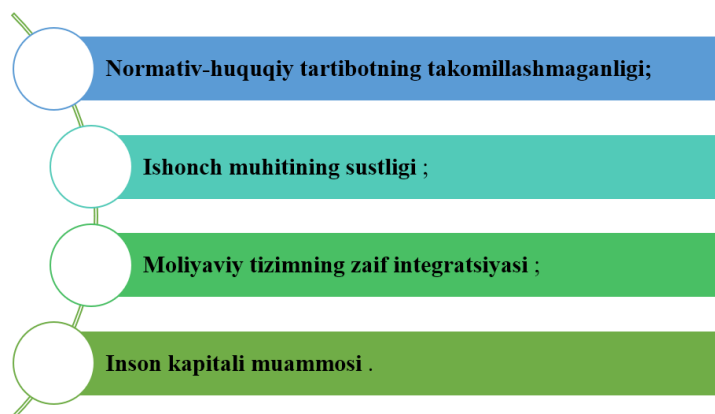 Normativ-huquqiy tartibotning takomillashmaganligi;
Ishonch muhitining sustligi ;
Moliyaviy tizimning zaif integratsiyasi ;
Inson kapitali muammosi .